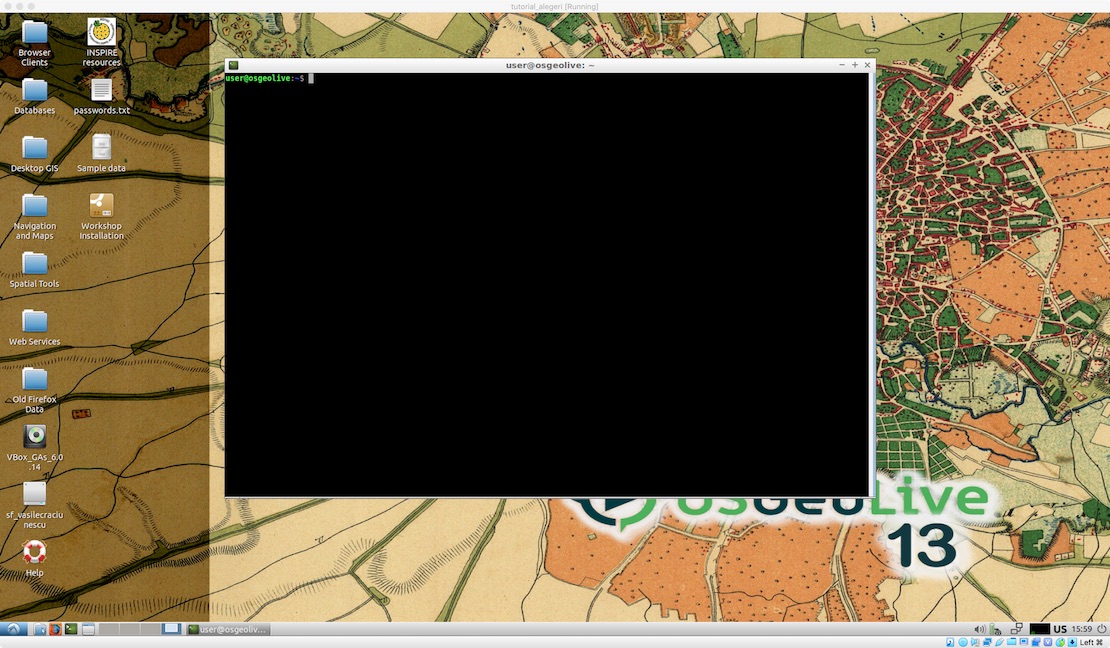 tutorial_alegeri [Running]
Browser
Clients
INSPIRE
resources
Databases
passwords.txt
Desktop GIS
Sample data
Navigation
and Maps
Workshop
Installation
Spatial Tools
Web Services
Old Firefox
Data
VBox_GAs_6.0
.14
sf_vasilecraciu
nescu
Help
user@osgeolive: ~
user@osgeolive:~$
OSGeoLive
13
user@osgeoliv...
US 15:59
Left ⌘